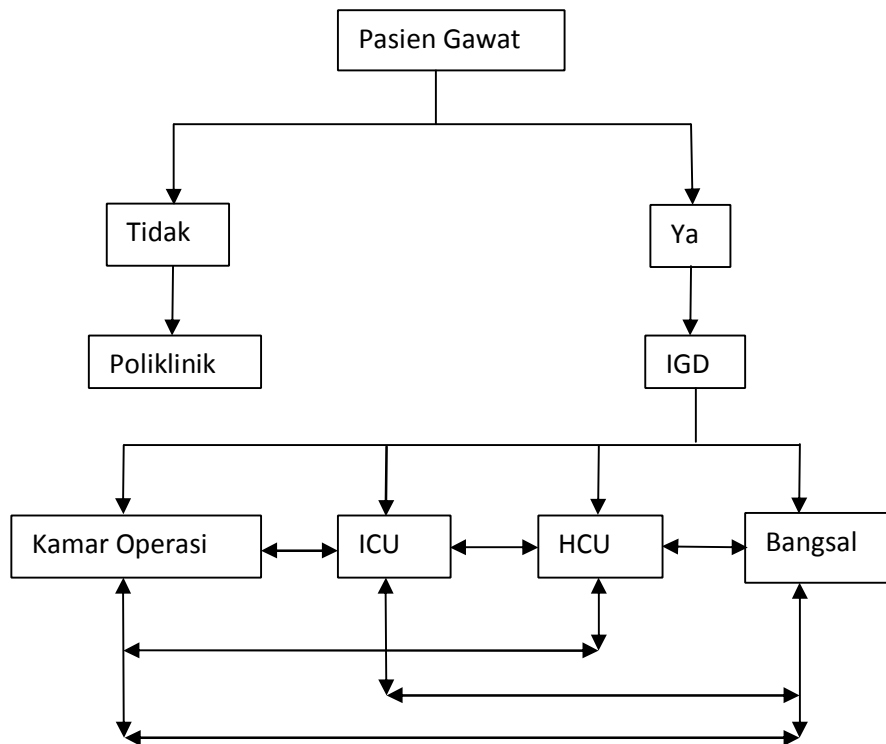 Pasien Gawat
Tidak
Ya
Poliklinik
IGD
Kamar Operasi
ICU
HCU
Bangsal